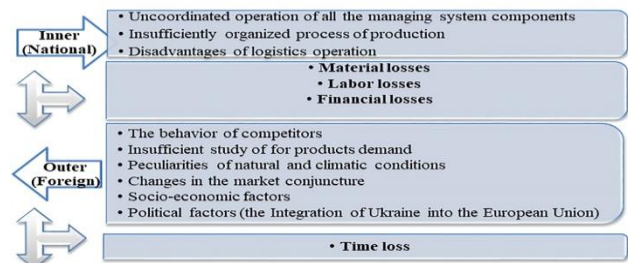 Inner
(National)
• Uncoordinated operation of all the managing system components
• Insufficiently organized process of production
• Disadvantages of logistics operation
• Material losses
• Labor losses
• Financial losses
Outer
(Foreign)
• The behavior of competitors
• Insufficient study of for products demand
• Peculiarities of natural and climatic conditions
• Changes in the market conjuncture
• Socio-economic factors
• Political factors (the Integration of Ukraine into the European Union)
• Time loss